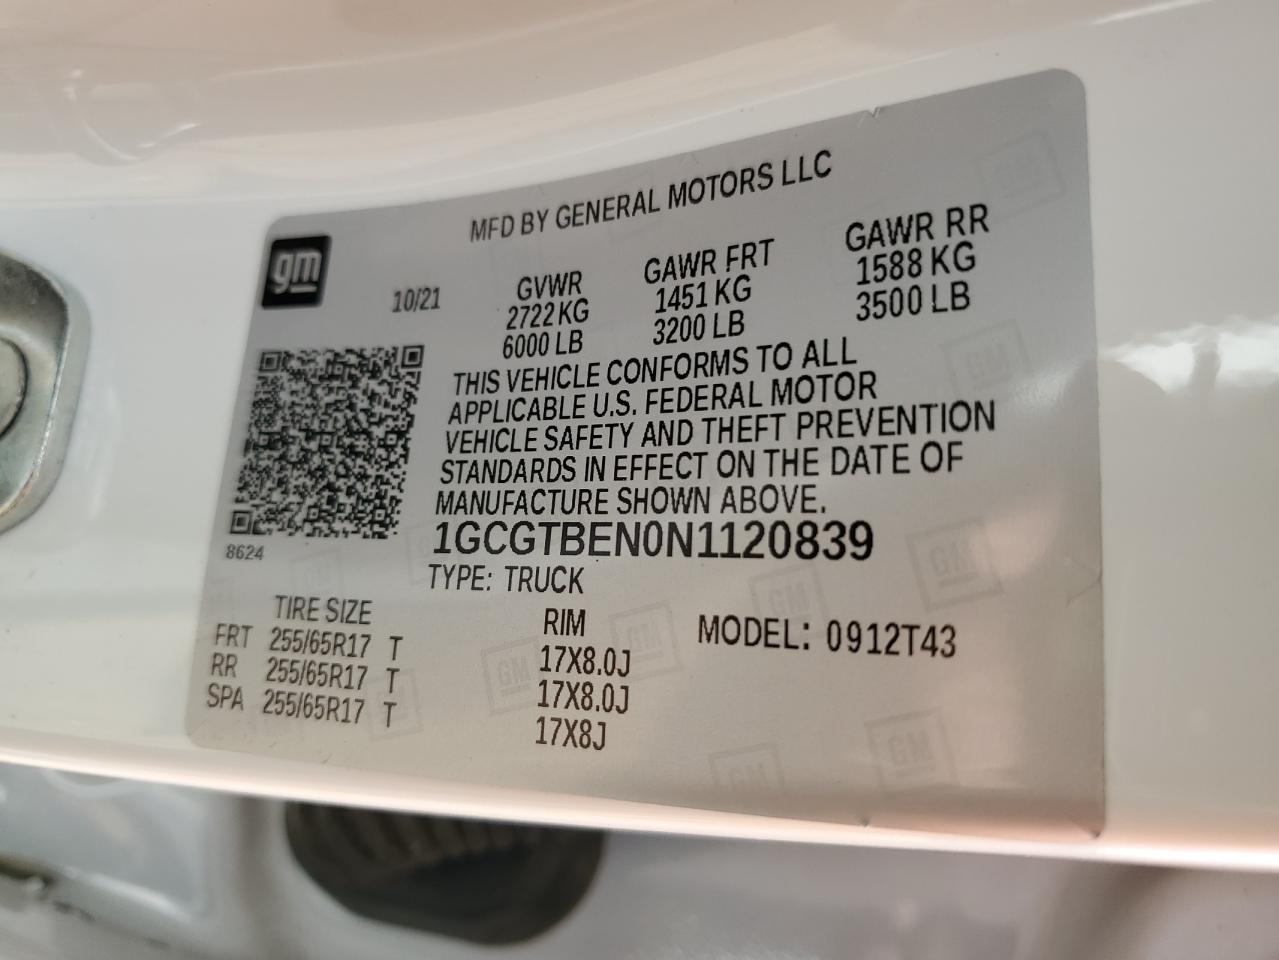 MFD BY GENERAL MOTORS LLC
gm
10/21
GVWR GAWR FRT GAWR RR
2722 KG 1451 KG 1588 KG
6000 LB 3200 LB 3500 LB
THIS VEHICLE CONFORMS TO ALL
APPLICABLE U.S. FEDERAL MOTOR
VEHICLE SAFETY AND THEFT PREVENTION
STANDARDS IN EFFECT ON THE DATE OF
MANUFACTURE SHOWN ABOVE.
8624
1GCGTBEN0N1120839
TYPE: TRUCK
TIRE SIZE RIM MODEL: 0912T43
FRT 255/65R17 T 17X8.0J
RR 255/65R17 T 17X8.0J
SPA 255/65R17 T 17X8J